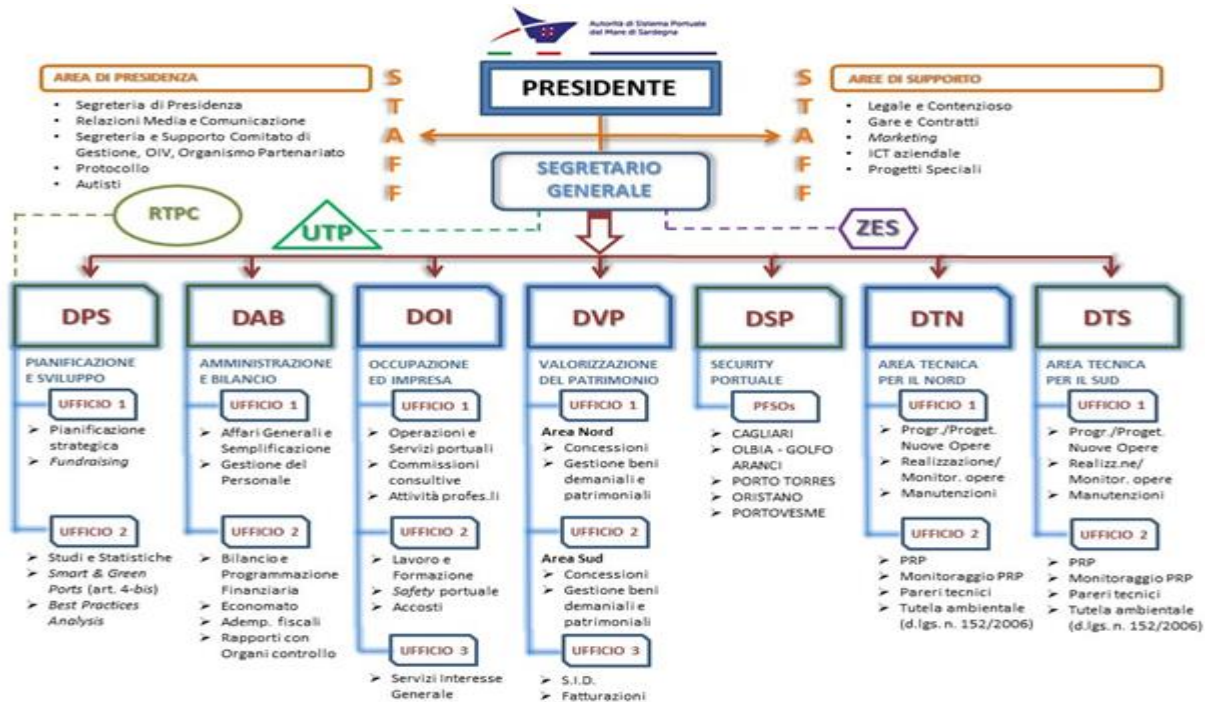 Autorità di Sistema Portuale
del Mare di Sardegna
PRESIDENTE
AREA DI PRESIDENZA
• Segreteria di Presidenza
• Relazioni Media e Comunicazione
• Segreteria e Supporto Comitato di
Gestione, OIV, Organismo Partenariato
• Protocollo
• Autisti
STAFF
STAFF
AREE DI SUPPORTO
• Legale e Contenzioso
• Gare e Contratti
• Marketing
• ICT aziendale
• Progetti Speciali
SEGRETARIO
GENERALE
RTPC
UTP
ZES
DPS
PIANIFICAZIONE
E SVILUPPO
UFFICIO 1
➢ Pianificazione
strategica
➢ Fundraising
UFFICIO 2
➢ Studi e Statistiche
➢ Smart & Green
Ports (art. 4-bis)
➢ Best Practices
Analysis
DAB
AMMINISTRAZIONE
E BILANCIO
UFFICIO 1
➢ Affari Generali e
Semplificazione
➢ Gestione del
Personale
UFFICIO 2
➢ Bilancio e
Programmazione
Finanziaria
➢ Economato
➢ Ademp. fiscali
➢ Rapporti con
Organi controllo
DOI
OCCUPAZIONE
ED IMPRESA
UFFICIO 1
➢ Operazioni e
Servizi portuali
➢ Commissioni
consultive
➢ Attività profes.li
UFFICIO 2
➢ Lavoro e
Formazione
➢ Safety portuale
➢ Accosti
UFFICIO 3
➢ Servizi Interesse
Generale
DVP
VALORIZZAZIONE
DEL PATRIMONIO
UFFICIO 1
Area Nord
➢ Concessioni
➢ Gestione beni
demaniali e
patrimoniali
UFFICIO 2
Area Sud
➢ Concessioni
➢ Gestione beni
demaniali e
patrimoniali
UFFICIO 3
➢ S.I.D.
➢ Fatturazioni
DSP
SECURITY
PORTUALE
PFSOs
➢ CAGLIARI
➢ OLBIA - GOLFO
ARANCI
➢ PORTO TORRES
➢ ORISTANO
➢ PORTOVESME
DTN
AREA TECNICA
PER IL NORD
UFFICIO 1
➢ Progr./Proget.
Nuove Opere
➢ Realizzazione/
Monitor. opere
➢ Manutenzioni
UFFICIO 2
➢ PRP
➢ Monitoraggio PRP
➢ Pareri tecnici
➢ Tutela ambientale
(d.lgs. n. 152/2006)
DTS
AREA TECNICA
PER IL SUD
UFFICIO 1
➢ Progr./Proget.
Nuove Opere
➢ Realizz.ne/
Monitor. opere
➢ Manutenzioni
UFFICIO 2
➢ PRP
➢ Monitoraggio PRP
➢ Pareri tecnici
➢ Tutela ambientale
(d.lgs. n. 152/2006)